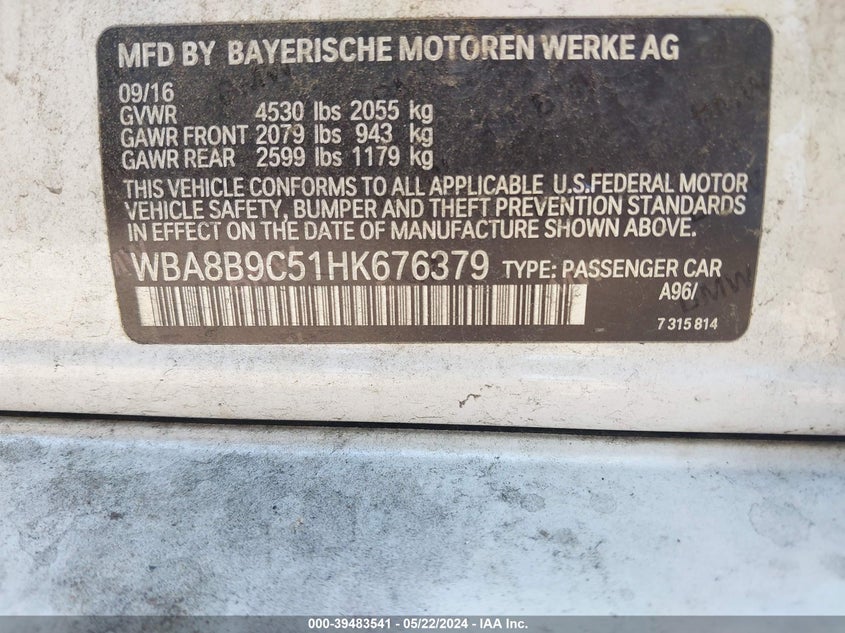 MFD BY BAYERISCHE MOTOREN WERKE AG
09/16
GVWR 4530 lbs 2055 kg
GAWR FRONT 2079 lbs 943 kg
GAWR REAR 2599 lbs 1179 kg
THIS VEHICLE CONFORMS TO ALL APPLICABLE U.S.FEDERAL MOTOR
VEHICLE SAFETY, BUMPER AND THEFT PREVENTION STANDARDS
IN EFFECT ON THE DATE OF MANUFACTURE SHOWN ABOVE.
WBA8B9C51HK676379 TYPE: PASSENGER CAR
A96/
7 315 814
000-39483541 - 05/22/2024 - IAA Inc.